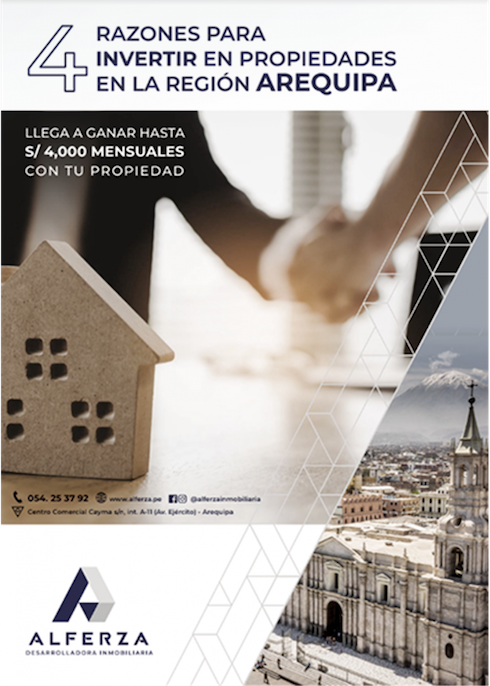 4 RAZONES PARA
INVERTIR EN PROPIEDADES
EN LA REGIÓN AREQUIPA
LLEGA A GANAR HASTA
S/ 4,000 MENSUALES
CON TU PROPIEDAD
054. 25 37 92 www.alferza.pe @alferzainmobiliaria
Centro Comercial Cayma s/n, int. A-11 (Av. Ejército) - Arequipa
ALFERZA
DESARROLLADORA INMOBILIARIA